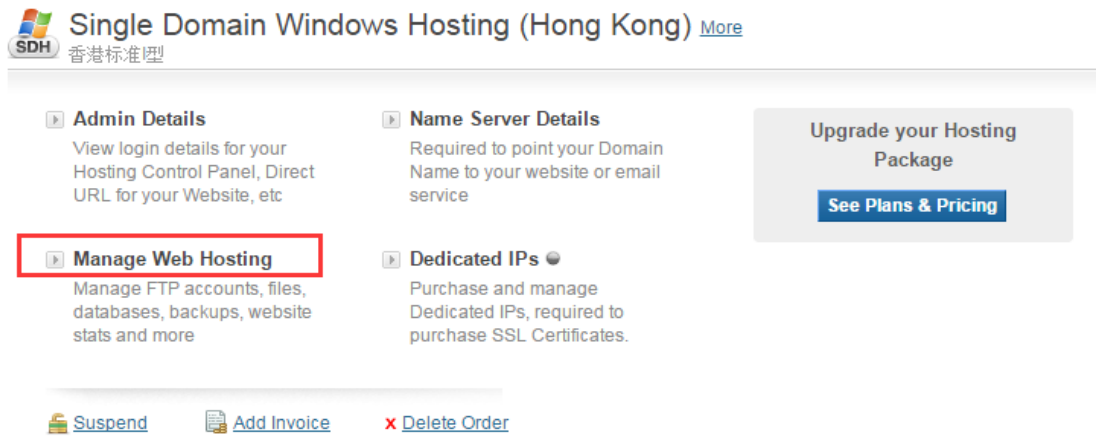 Single Domain Windows Hosting (Hong Kong) More
SDH
香港标准I型
Admin Details
View login details for your
Hosting Control Panel, Direct
URL for your Website, etc
Name Server Details
Required to point your Domain
Name to your website or email
service
Upgrade your Hosting
Package
See Plans & Pricing
Manage Web Hosting
Manage FTP accounts, files,
databases, backups, website
stats and more
Dedicated IPs
Purchase and manage
Dedicated IPs, required to
purchase SSL Certificates.
Suspend
Add Invoice
x Delete Order